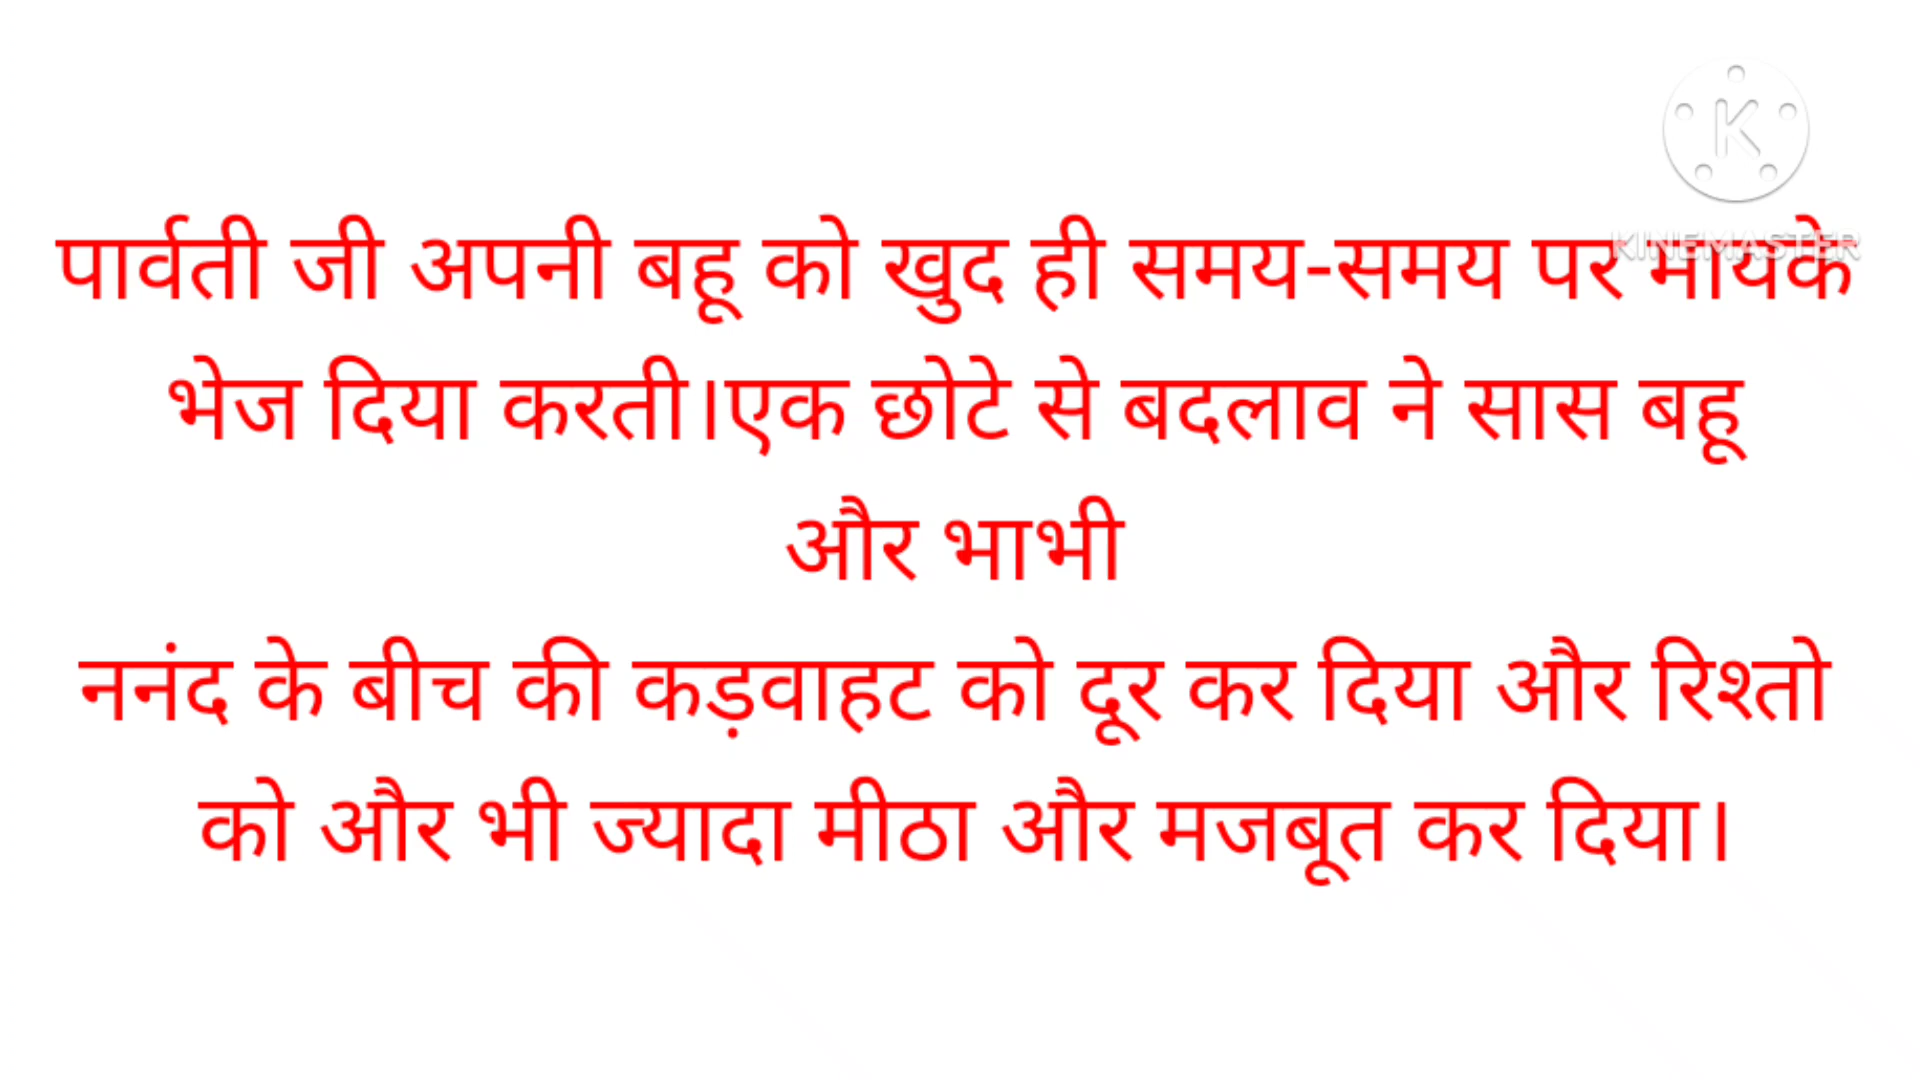 K
KINEMASTER
पार्वती जी अपनी बहू को खुद ही समय-समय पर मायके
भेज दिया करती।एक छोटे से बदलाव ने सास बहू
और भाभी
ननंद के बीच की कड़वाहट को दूर कर दिया और रिश्तो
को और भी ज्यादा मीठा और मजबूत कर दिया।